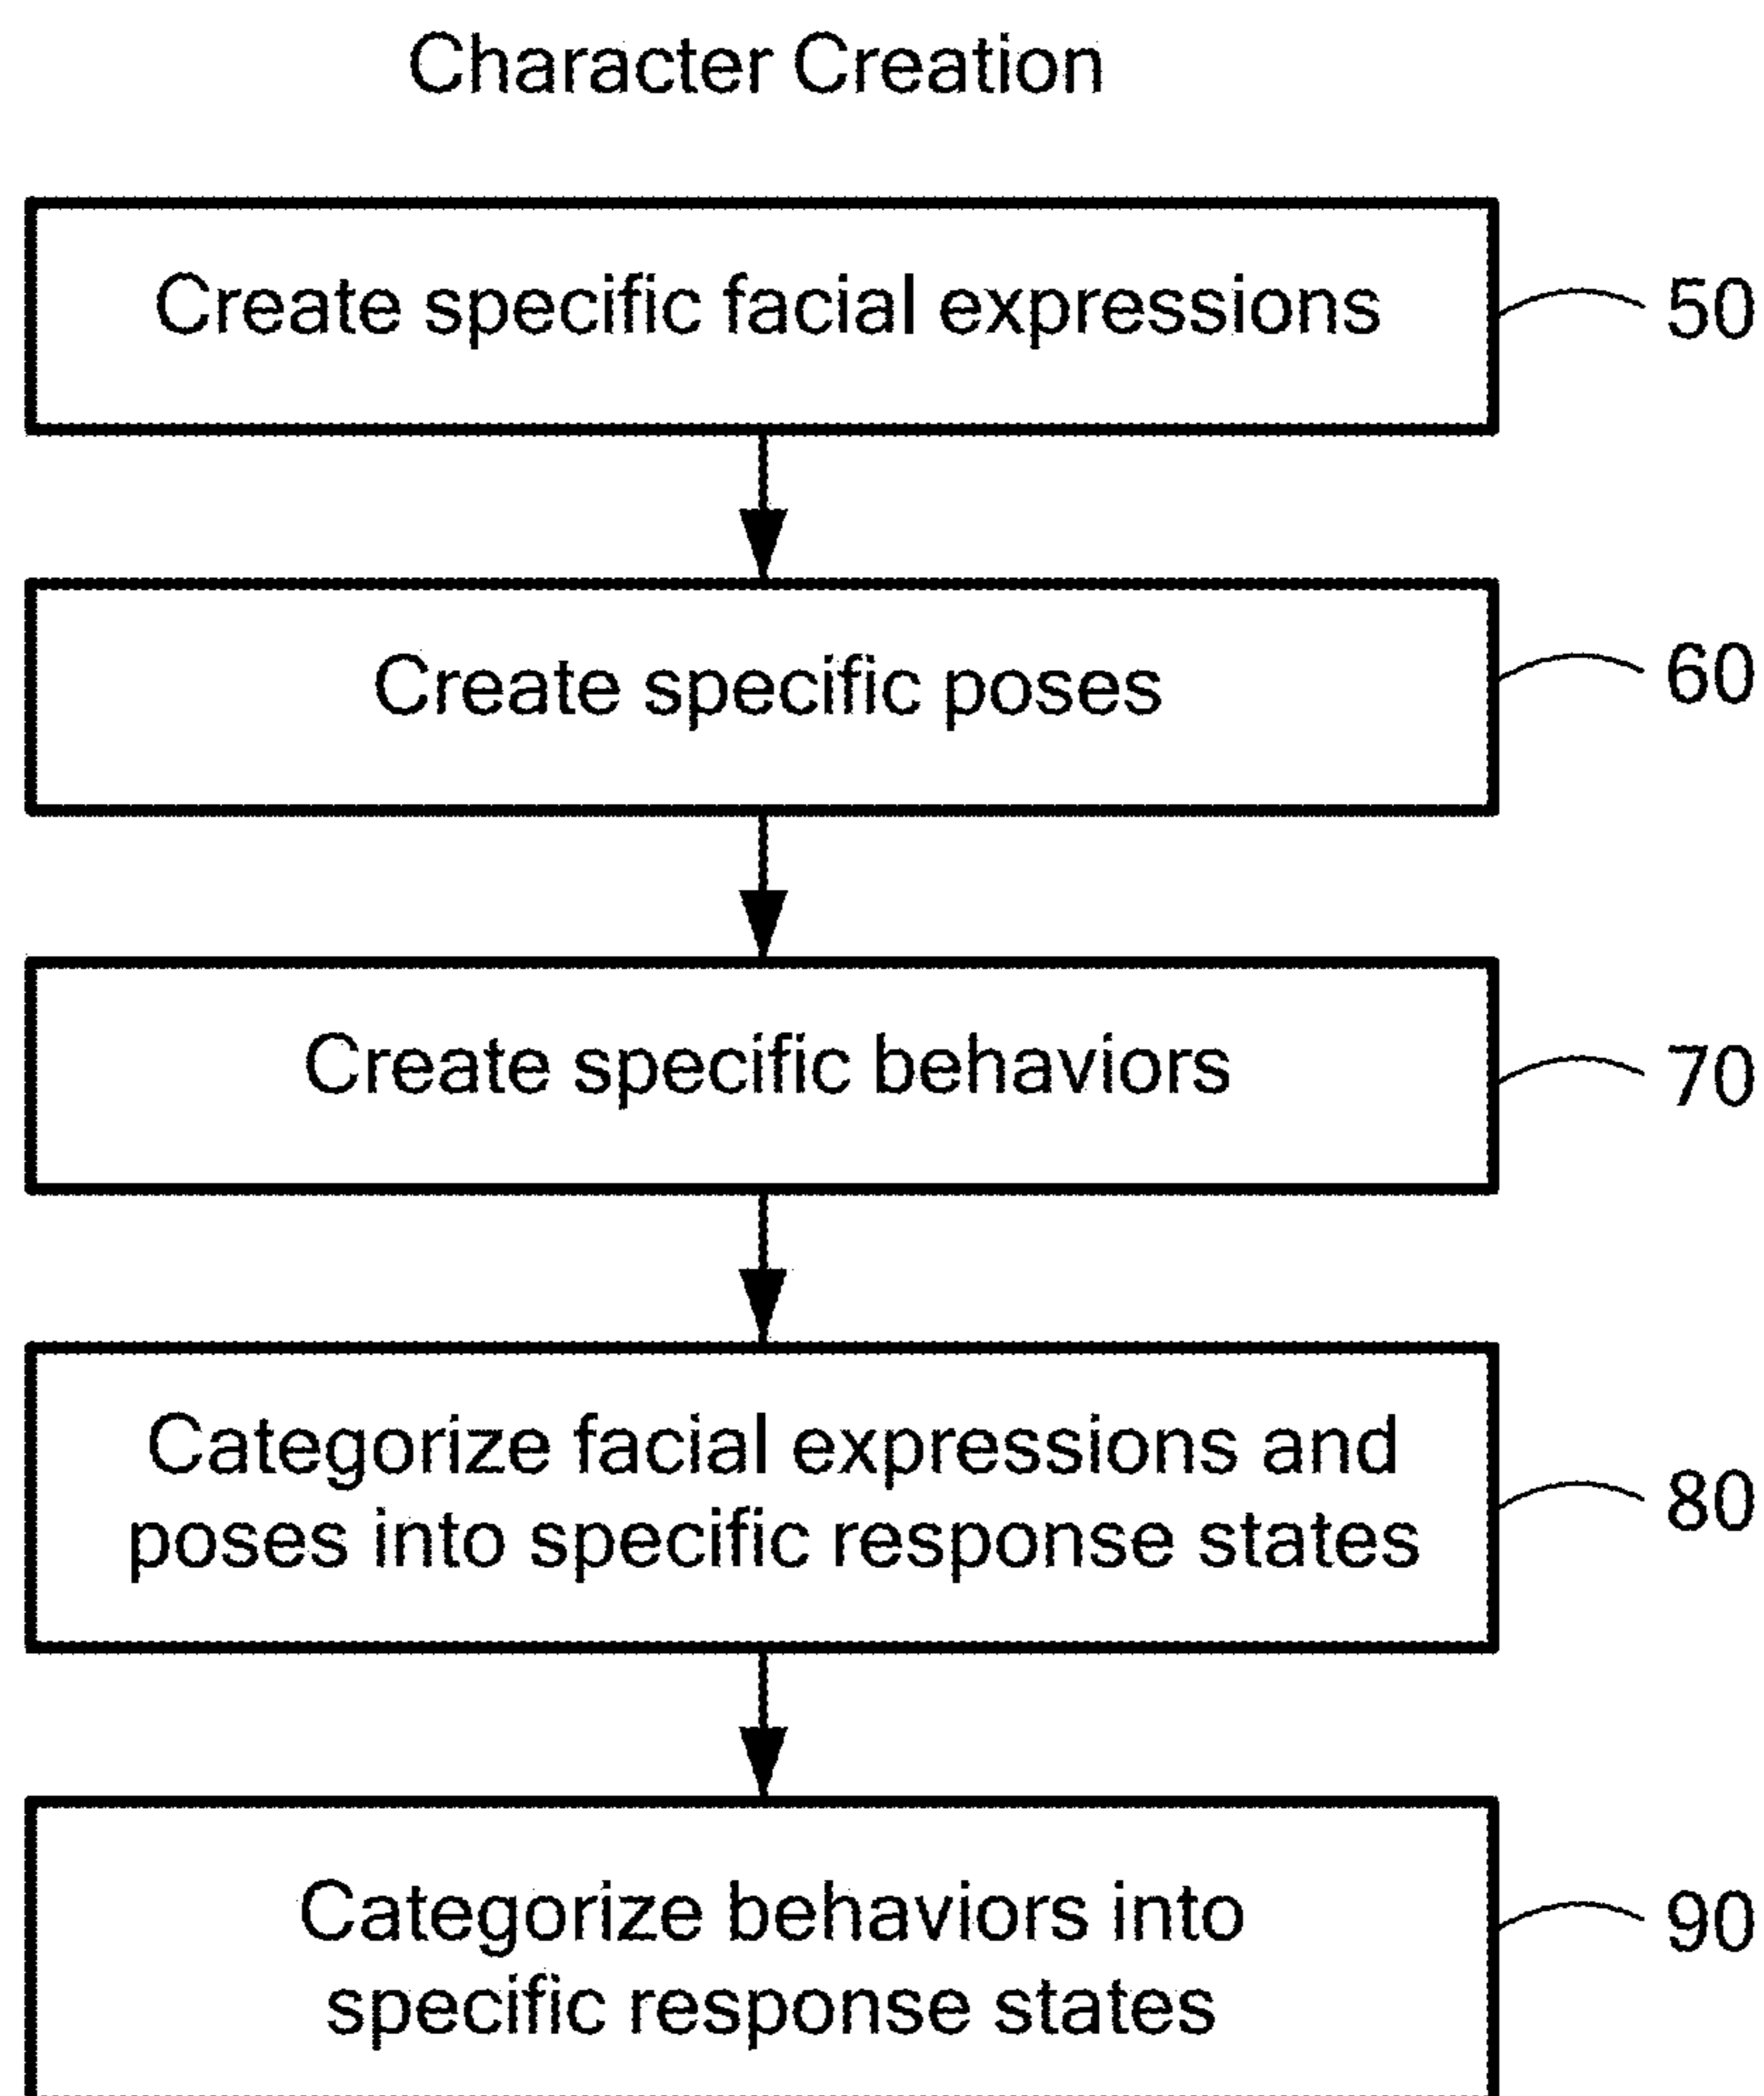 Character Creation
Create specific facial expressions
50
Create specific poses
60
Create specific behaviors
70
Categorize facial expressions and
poses into specific response states
80
Categorize behaviors into
specific response states
90